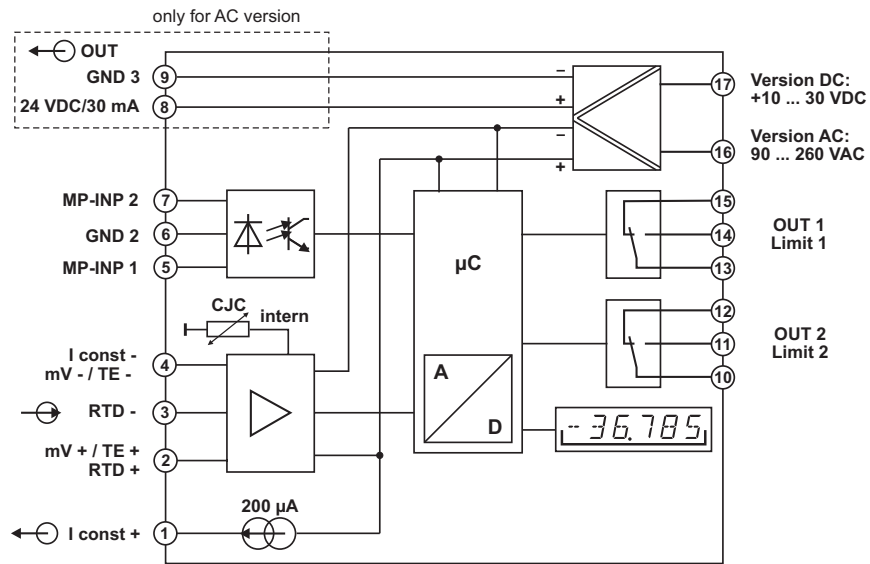 only for AC version
OUT
GND 3
9
24 VDC/30 mA
8
–
+
–
+
17
Version DC:
+10 ... 30 VDC
16
Version AC:
90 ... 260 VAC
MP-INP 2
7
GND 2
6
MP-INP 1
5
µC
15
14
13
OUT 1
Limit 1
CJC
intern
12
11
10
OUT 2
Limit 2
I const -
mV - / TE -
4
RTD -
3
mV + / TE +
RTD +
2
A
D
-36.785
200 µA
I const +
1